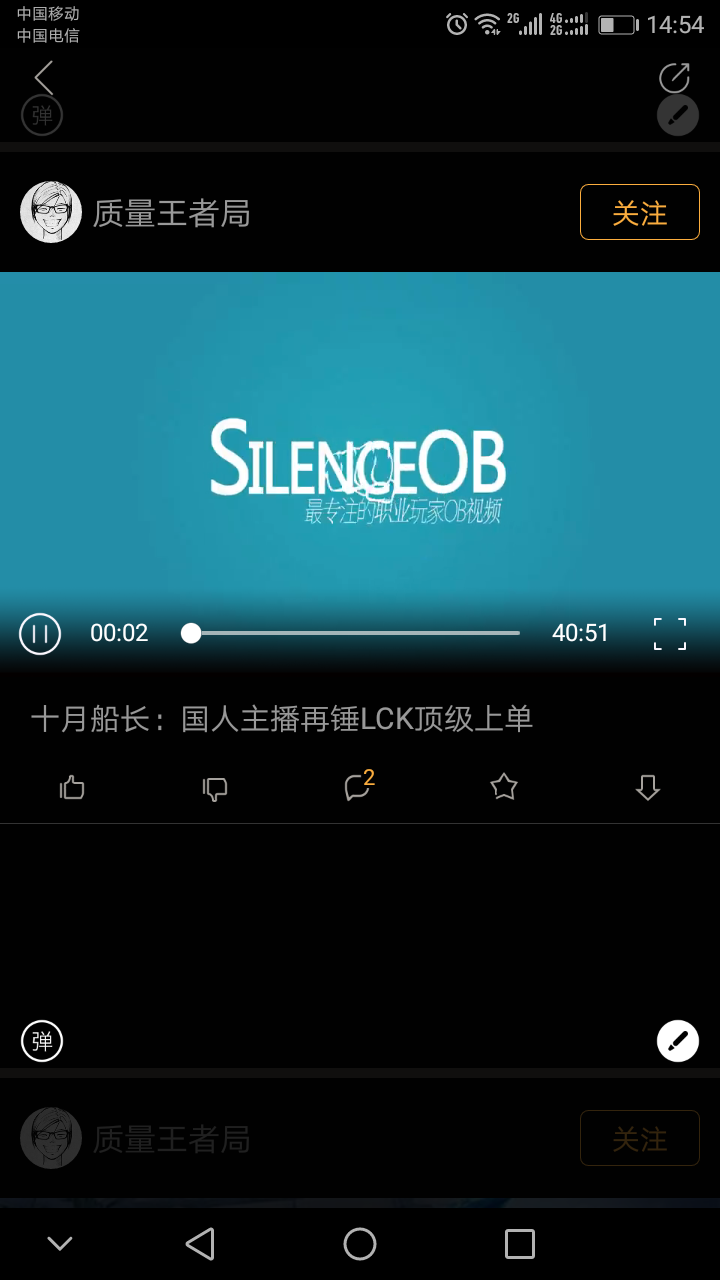 中国移动
中国电信
2G 4G 2G 14:54
弹
质量王者局 关注
SILENCEOB
最专注的职业玩家OB视频
00:02 40:51
十月船长：国人主播再锤LCK顶级上单
2
弹
质量王者局 关注